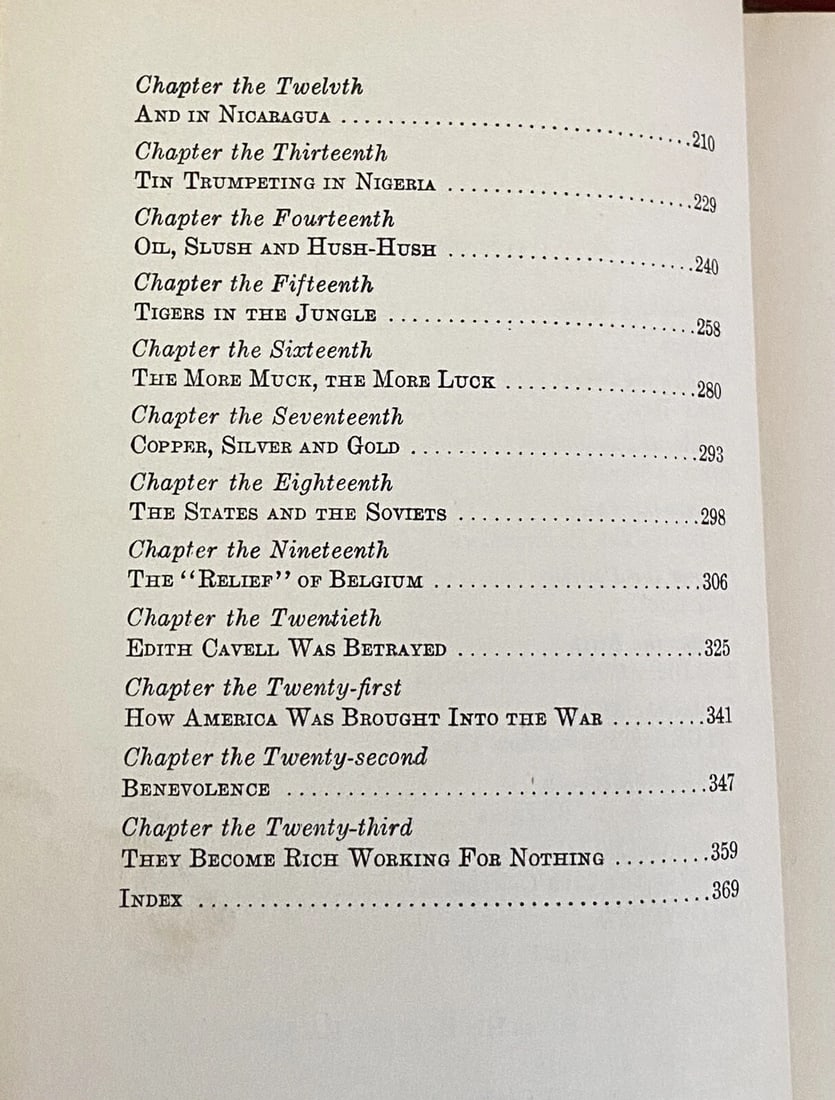 Chapter the Twelvth
And in Nicaragua ........................................210
Chapter the Thirteenth
Tin Trumpeting in Nigeria ............................229
Chapter the Fourteenth
Oil, Slush and Hush-Hush ............................240
Chapter the Fifteenth
Tigers in the Jungle ...................................258
Chapter the Sixteenth
The More Muck, the More Luck ......................280
Chapter the Seventeenth
Copper, Silver and Gold ................................293
Chapter the Eighteenth
The States and the Soviets ...........................298
Chapter the Nineteenth
The "Relief" of Belgium ..............................306
Chapter the Twentieth
Edith Cavell Was Betrayed ...........................325
Chapter the Twenty-first
How America Was Brought Into the War .........341
Chapter the Twenty-second
Benevolence .............................................347
Chapter the Twenty-third
They Become Rich Working For Nothing .........359
Index .......................................................369